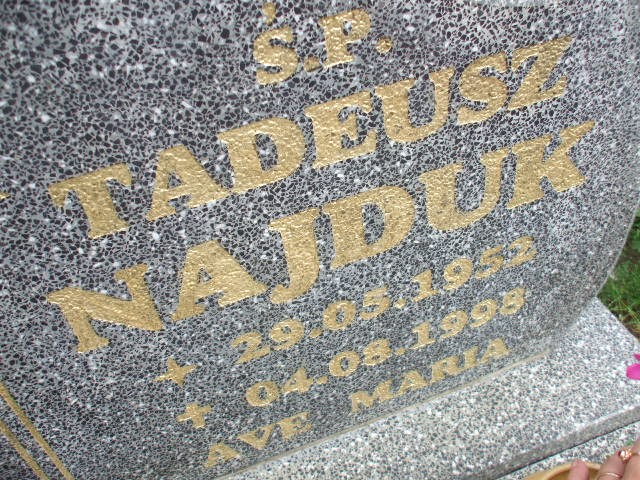 Ś.P.
TADEUSZ
NAJDUK
★ 29.05.1952
+ 04.08.1998
AVE MARIA